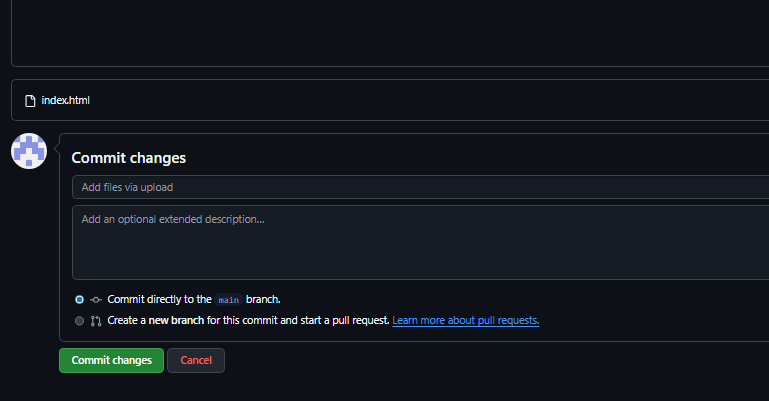 index.html
Commit changes
Add files via upload
Add an optional extended description...
Commit directly to the main branch.
Create a new branch for this commit and start a pull request. Learn more about pull requests.
Commit changes
Cancel